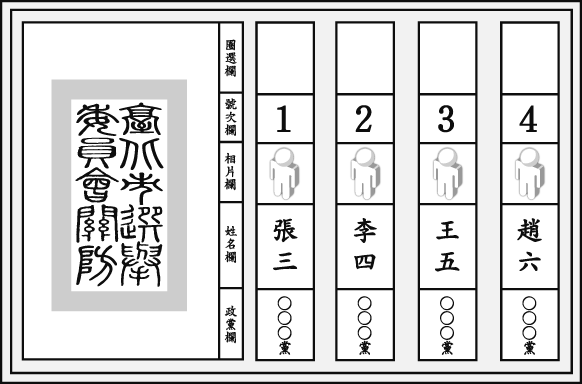 臺北市選舉
委員會關防
圈選欄
號次欄
相片欄
姓名欄
政黨欄
1
張三
○○○黨
2
李四
○○○黨
3
王五
○○○黨
4
趙六
○○○黨